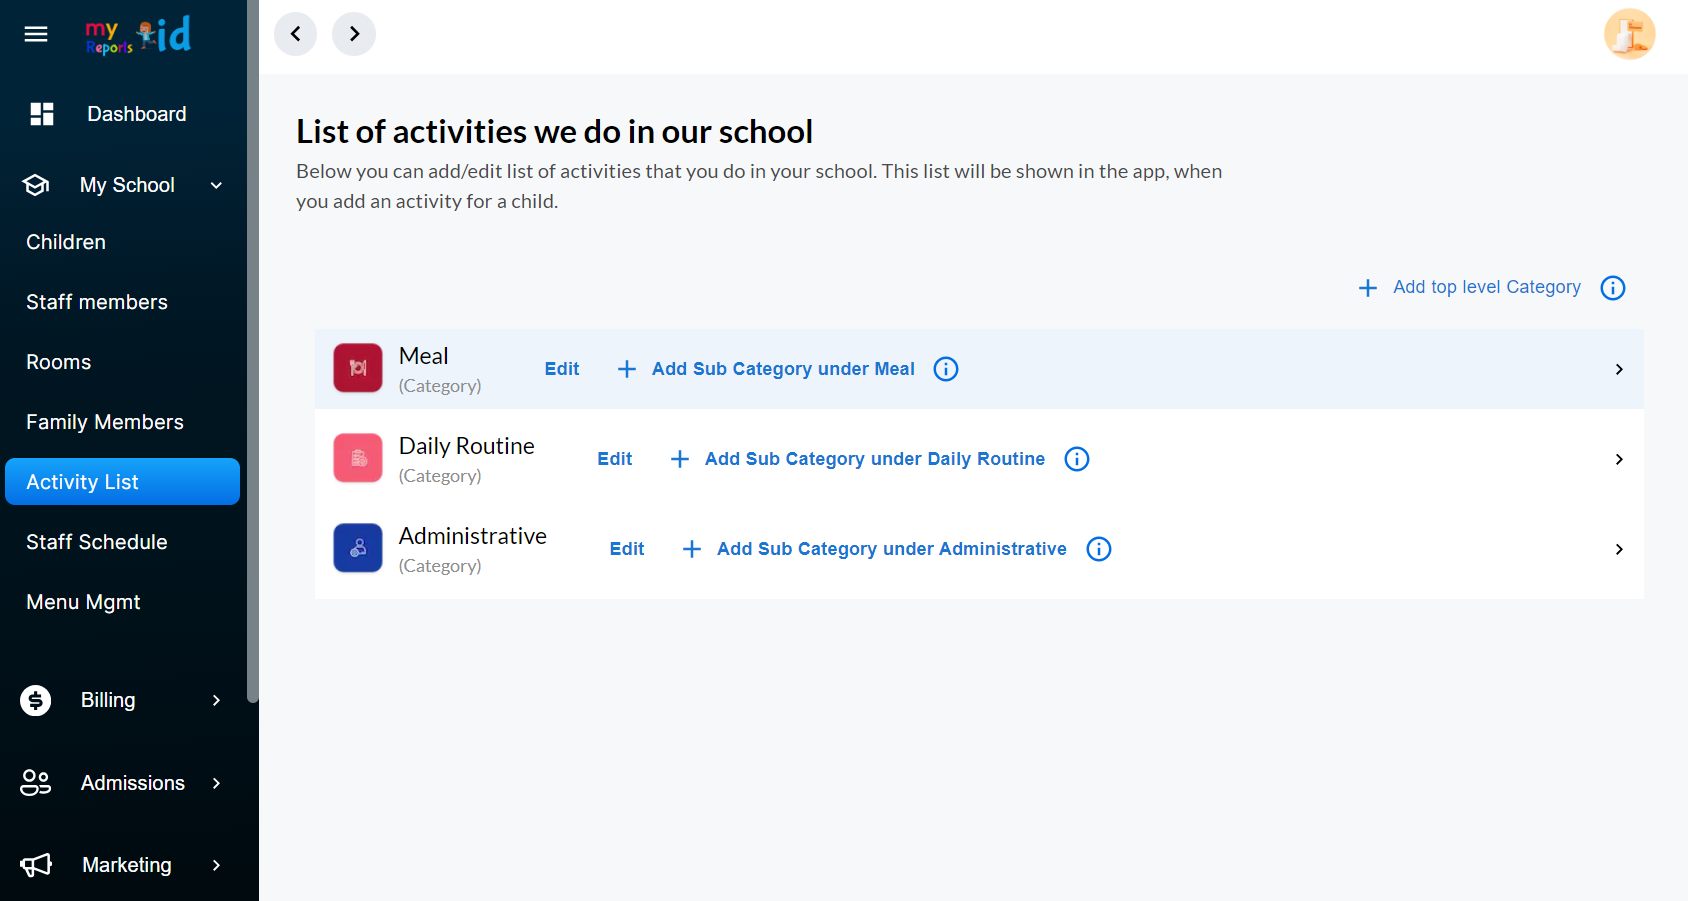 my
Reports
id
Dashboard
My School
Children
Staff members
Rooms
Family Members
Activity List
Staff Schedule
Menu Mgmt
Billing
Admissions
Marketing
List of activities we do in our school
Below you can add/edit list of activities that you do in your school. This list will be shown in the app, when
you add an activity for a child.
Add top level Category
Meal
(Category)
Edit
Add Sub Category under Meal
Daily Routine
(Category)
Edit
Add Sub Category under Daily Routine
Administrative
(Category)
Edit
Add Sub Category under Administrative